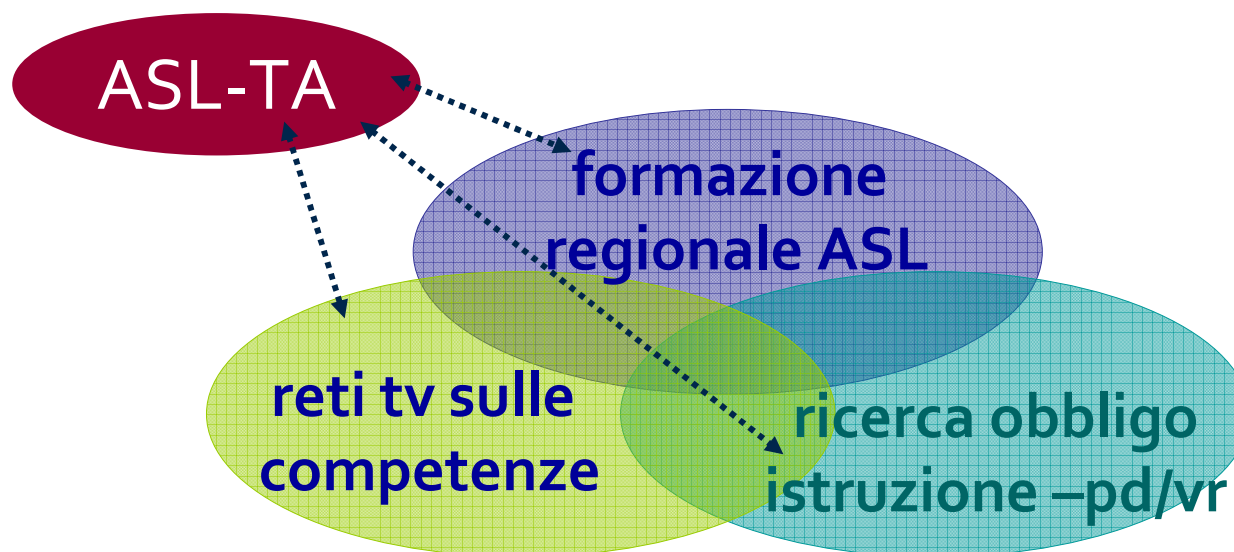 ASL-TA
formazione
regionale ASL
reti tv sulle
competenze
ricerca obbligo
istruzione –pd/vr